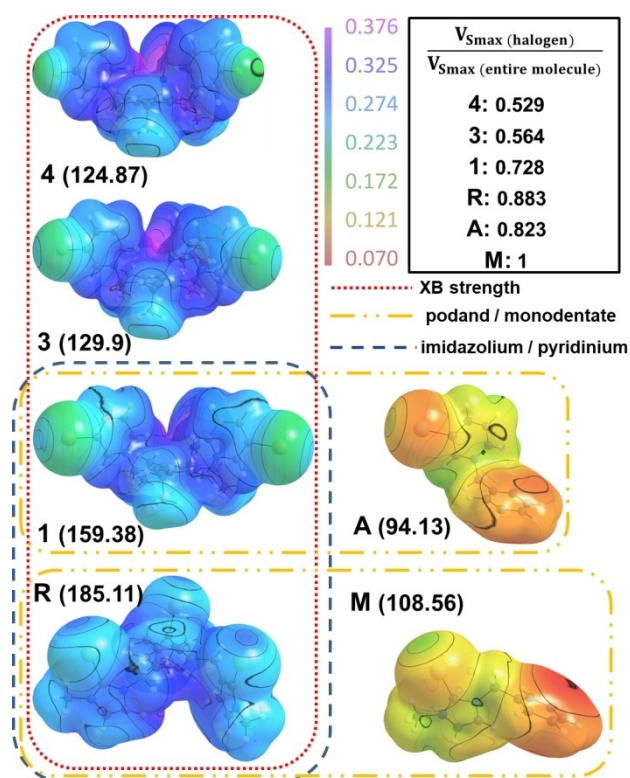 0.376
0.325
0.274
0.223
0.172
0.121
0.070
V_Smax (halogen)
V_Smax (entire molecule)
4: 0.529
3: 0.564
1: 0.728
R: 0.883
A: 0.823
M: 1
4 (124.87)
XB strength
podand / monodentate
imidazolium / pyridinium
3 (129.9)
1 (159.38)
A (94.13)
R (185.11)
M (108.56)